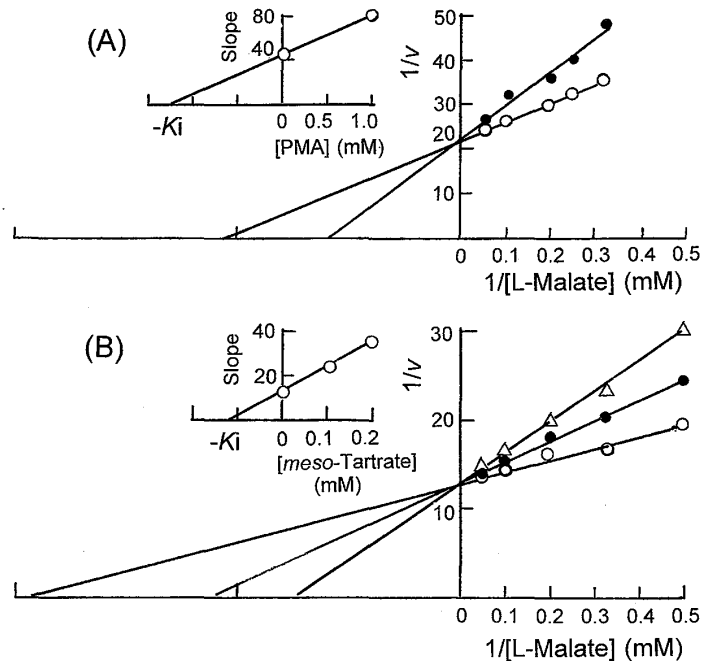 (A)
Slope
80
40
-Ki
0 0.5 1.0
[PMA] (mM)
1/v
50
40
30
20
10
0 0.1 0.2 0.3 0.4 0.5
1/[L-Malate] (mM)
(B)
Slope
40
20
-Ki
0 0.1 0.2
[meso-Tartrate]
(mM)
1/v
30
20
10
0 0.1 0.2 0.3 0.4 0.5
1/[L-Malate] (mM)